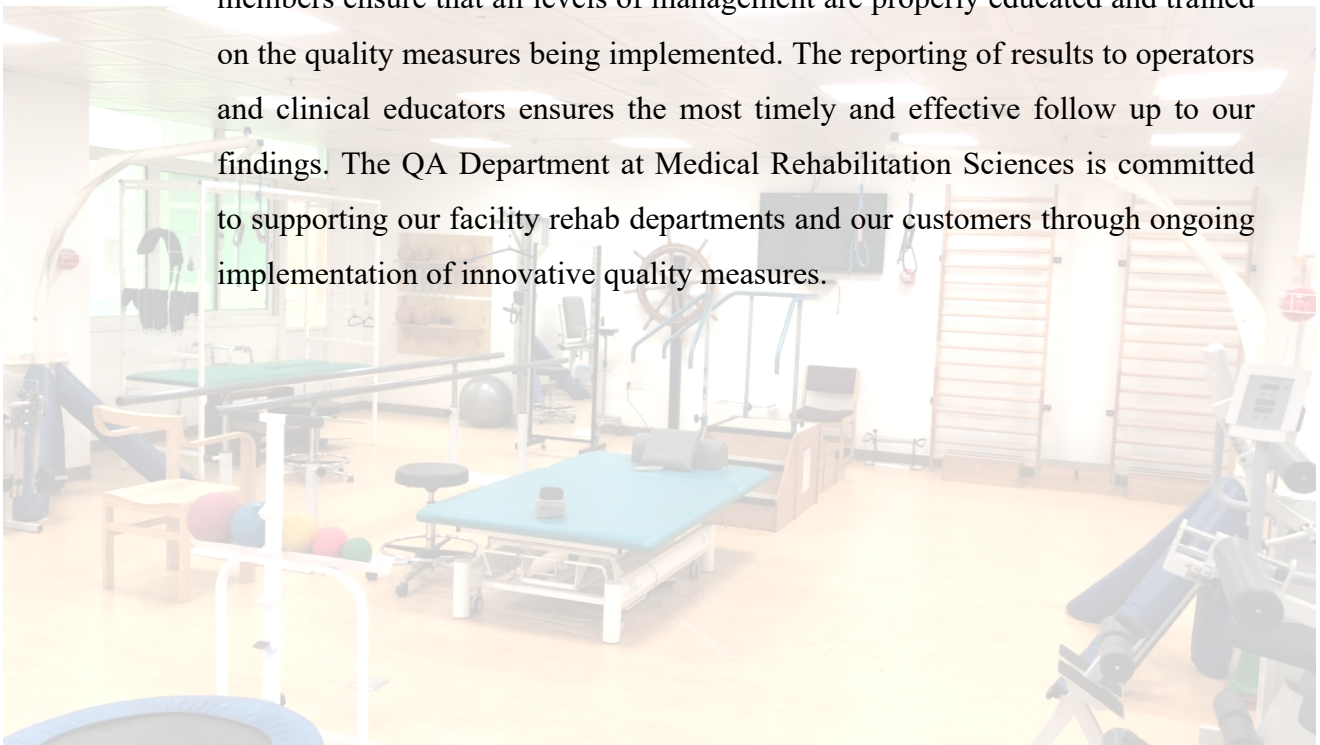 members ensure that all levels of management are properly educated and trained
on the quality measures being implemented. The reporting of results to operators
and clinical educators ensures the most timely and effective follow up to our
findings. The QA Department at Medical Rehabilitation Sciences is committed
to supporting our facility rehab departments and our customers through ongoing
implementation of innovative quality measures.